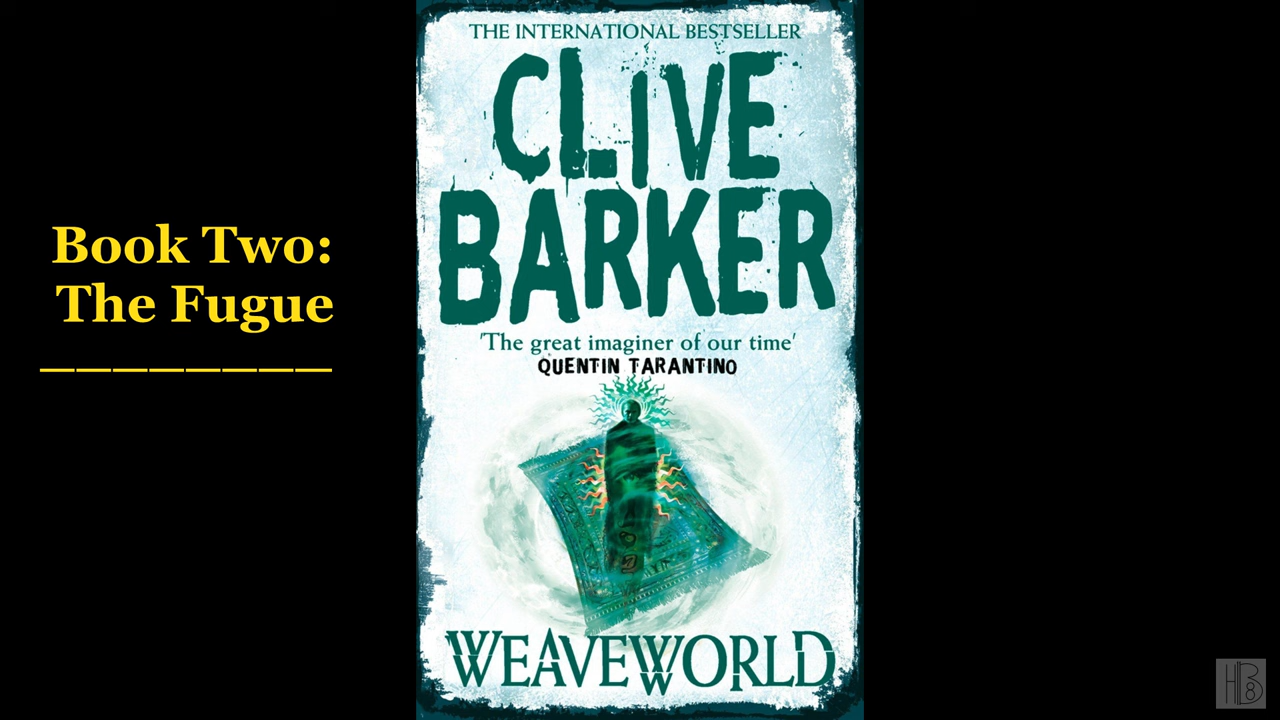 Book Two:
The Fugue
THE INTERNATIONAL BESTSELLER
CLIVE
BARKER
'The great imaginer of our time'
QUENTIN TARANTINO
WEAVEWORLD